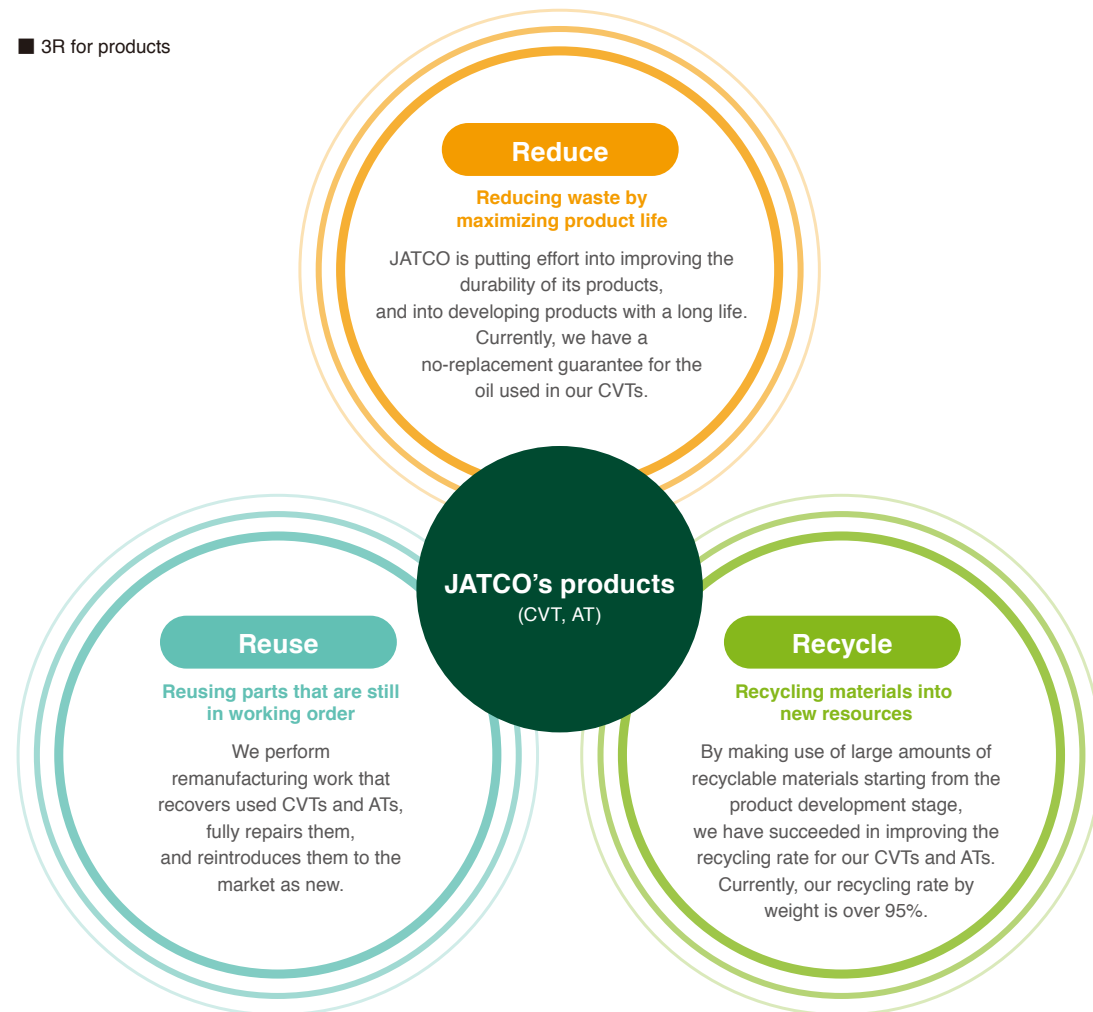 ■ 3R for products
Reduce
Reducing waste by
maximizing product life
JATCO is putting effort into improving the
durability of its products,
and into developing products with a long life.
Currently, we have a
no-replacement guarantee for the
oil used in our CVTs.
JATCO’s products
(CVT, AT)
Reuse
Reusing parts that are still
in working order
We perform
remanufacturing work that
recovers used CVTs and ATs,
fully repairs them,
and reintroduces them to the
market as new.
Recycle
Recycling materials into
new resources
By making use of large amounts of
recyclable materials starting from the
product development stage,
we have succeeded in improving the
recycling rate for our CVTs and ATs.
Currently, our recycling rate by
weight is over 95%.